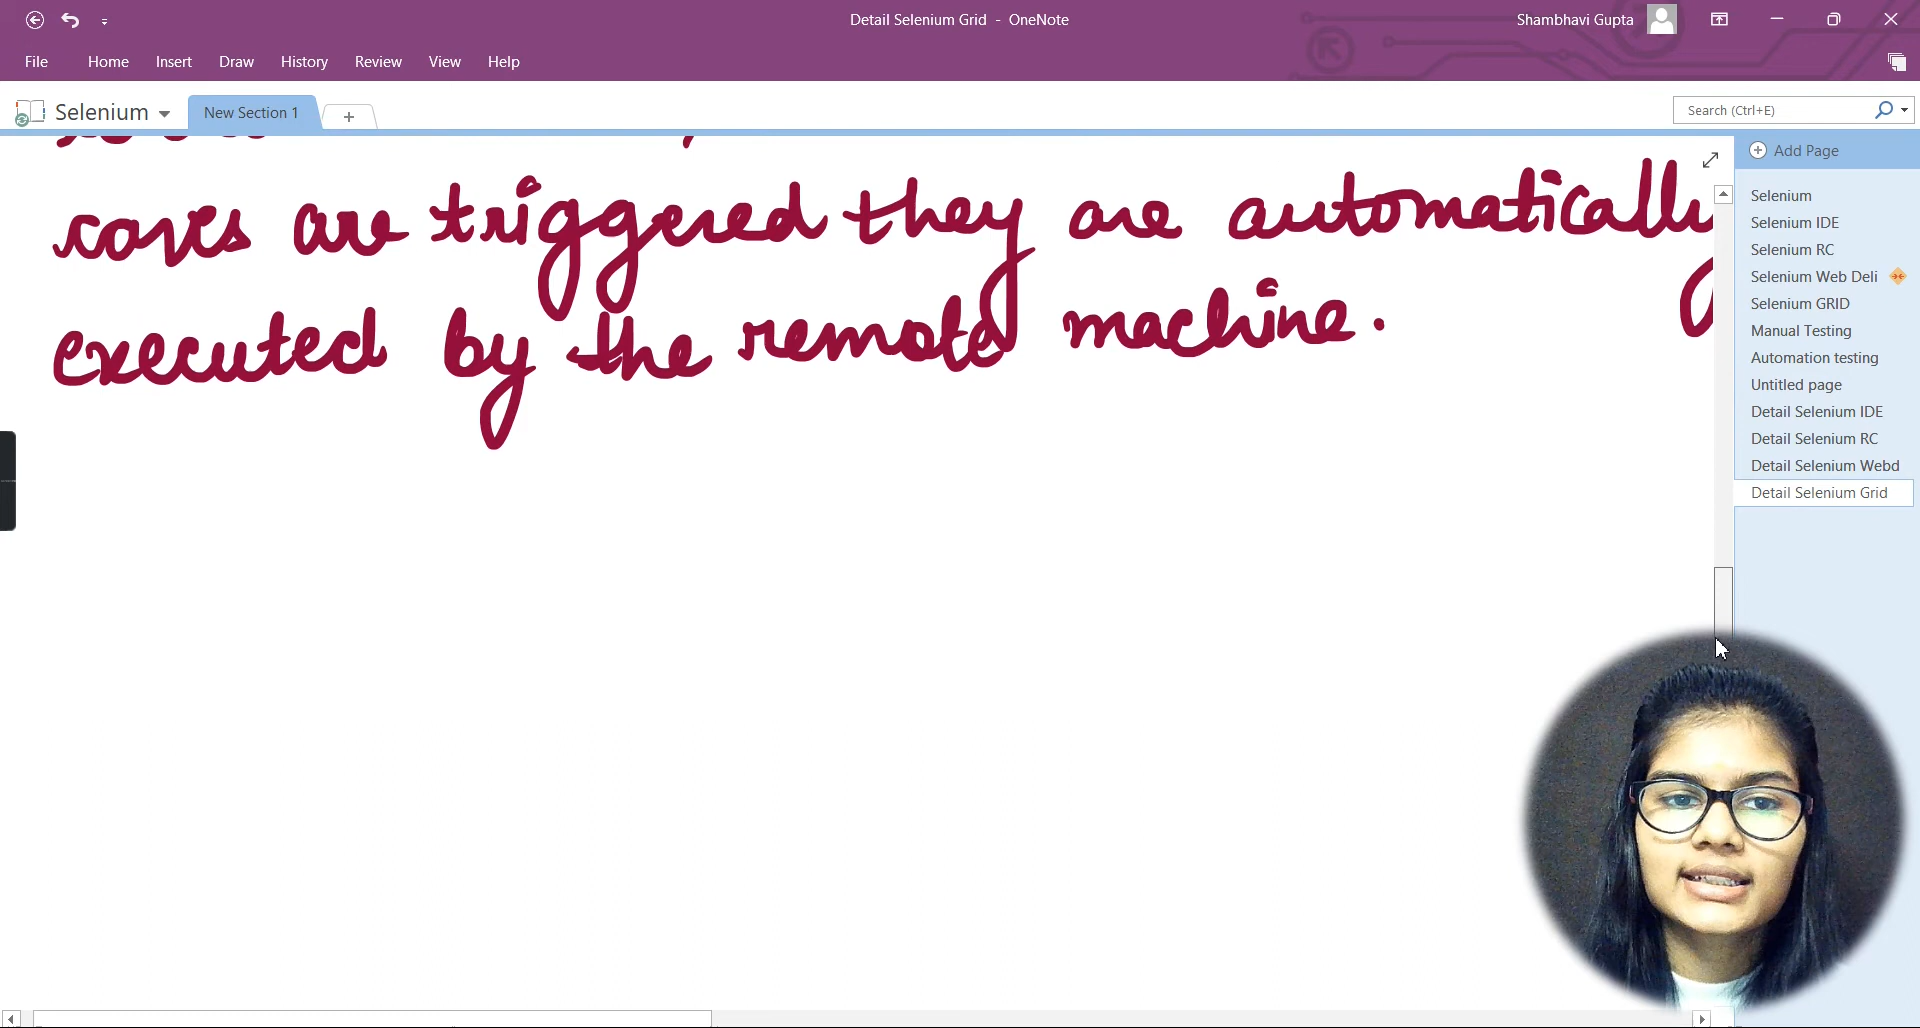 Detail Selenium Grid - OneNote
Shambhavi Gupta
File Home Insert Draw History Review View Help
Selenium
New Section 1
+
Search (Ctrl+E)
Add Page
cases are triggered they are automatically
executed by the remote machine.
Selenium
Selenium IDE
Selenium RC
Selenium Web Deli
Selenium GRID
Manual Testing
Automation testing
Untitled page
Detail Selenium IDE
Detail Selenium RC
Detail Selenium Webd
Detail Selenium Grid